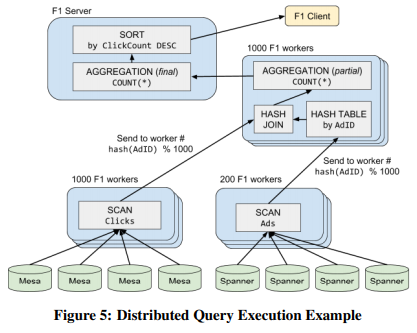 F1 Server
SORT
by ClickCount DESC
AGGREGATION (final)
COUNT(*)
F1 Client
1000 F1 workers
AGGREGATION (partial)
COUNT(*)
HASH
JOIN
HASH TABLE
by AdID
Send to worker #
hash(AdID) % 1000
Send to worker #
hash(AdID) % 1000
1000 F1 workers
SCAN
Clicks
200 F1 workers
SCAN
Ads
Mesa
Mesa
Mesa
Mesa
Spanner
Spanner
Spanner
Spanner
Figure 5: Distributed Query Execution Example